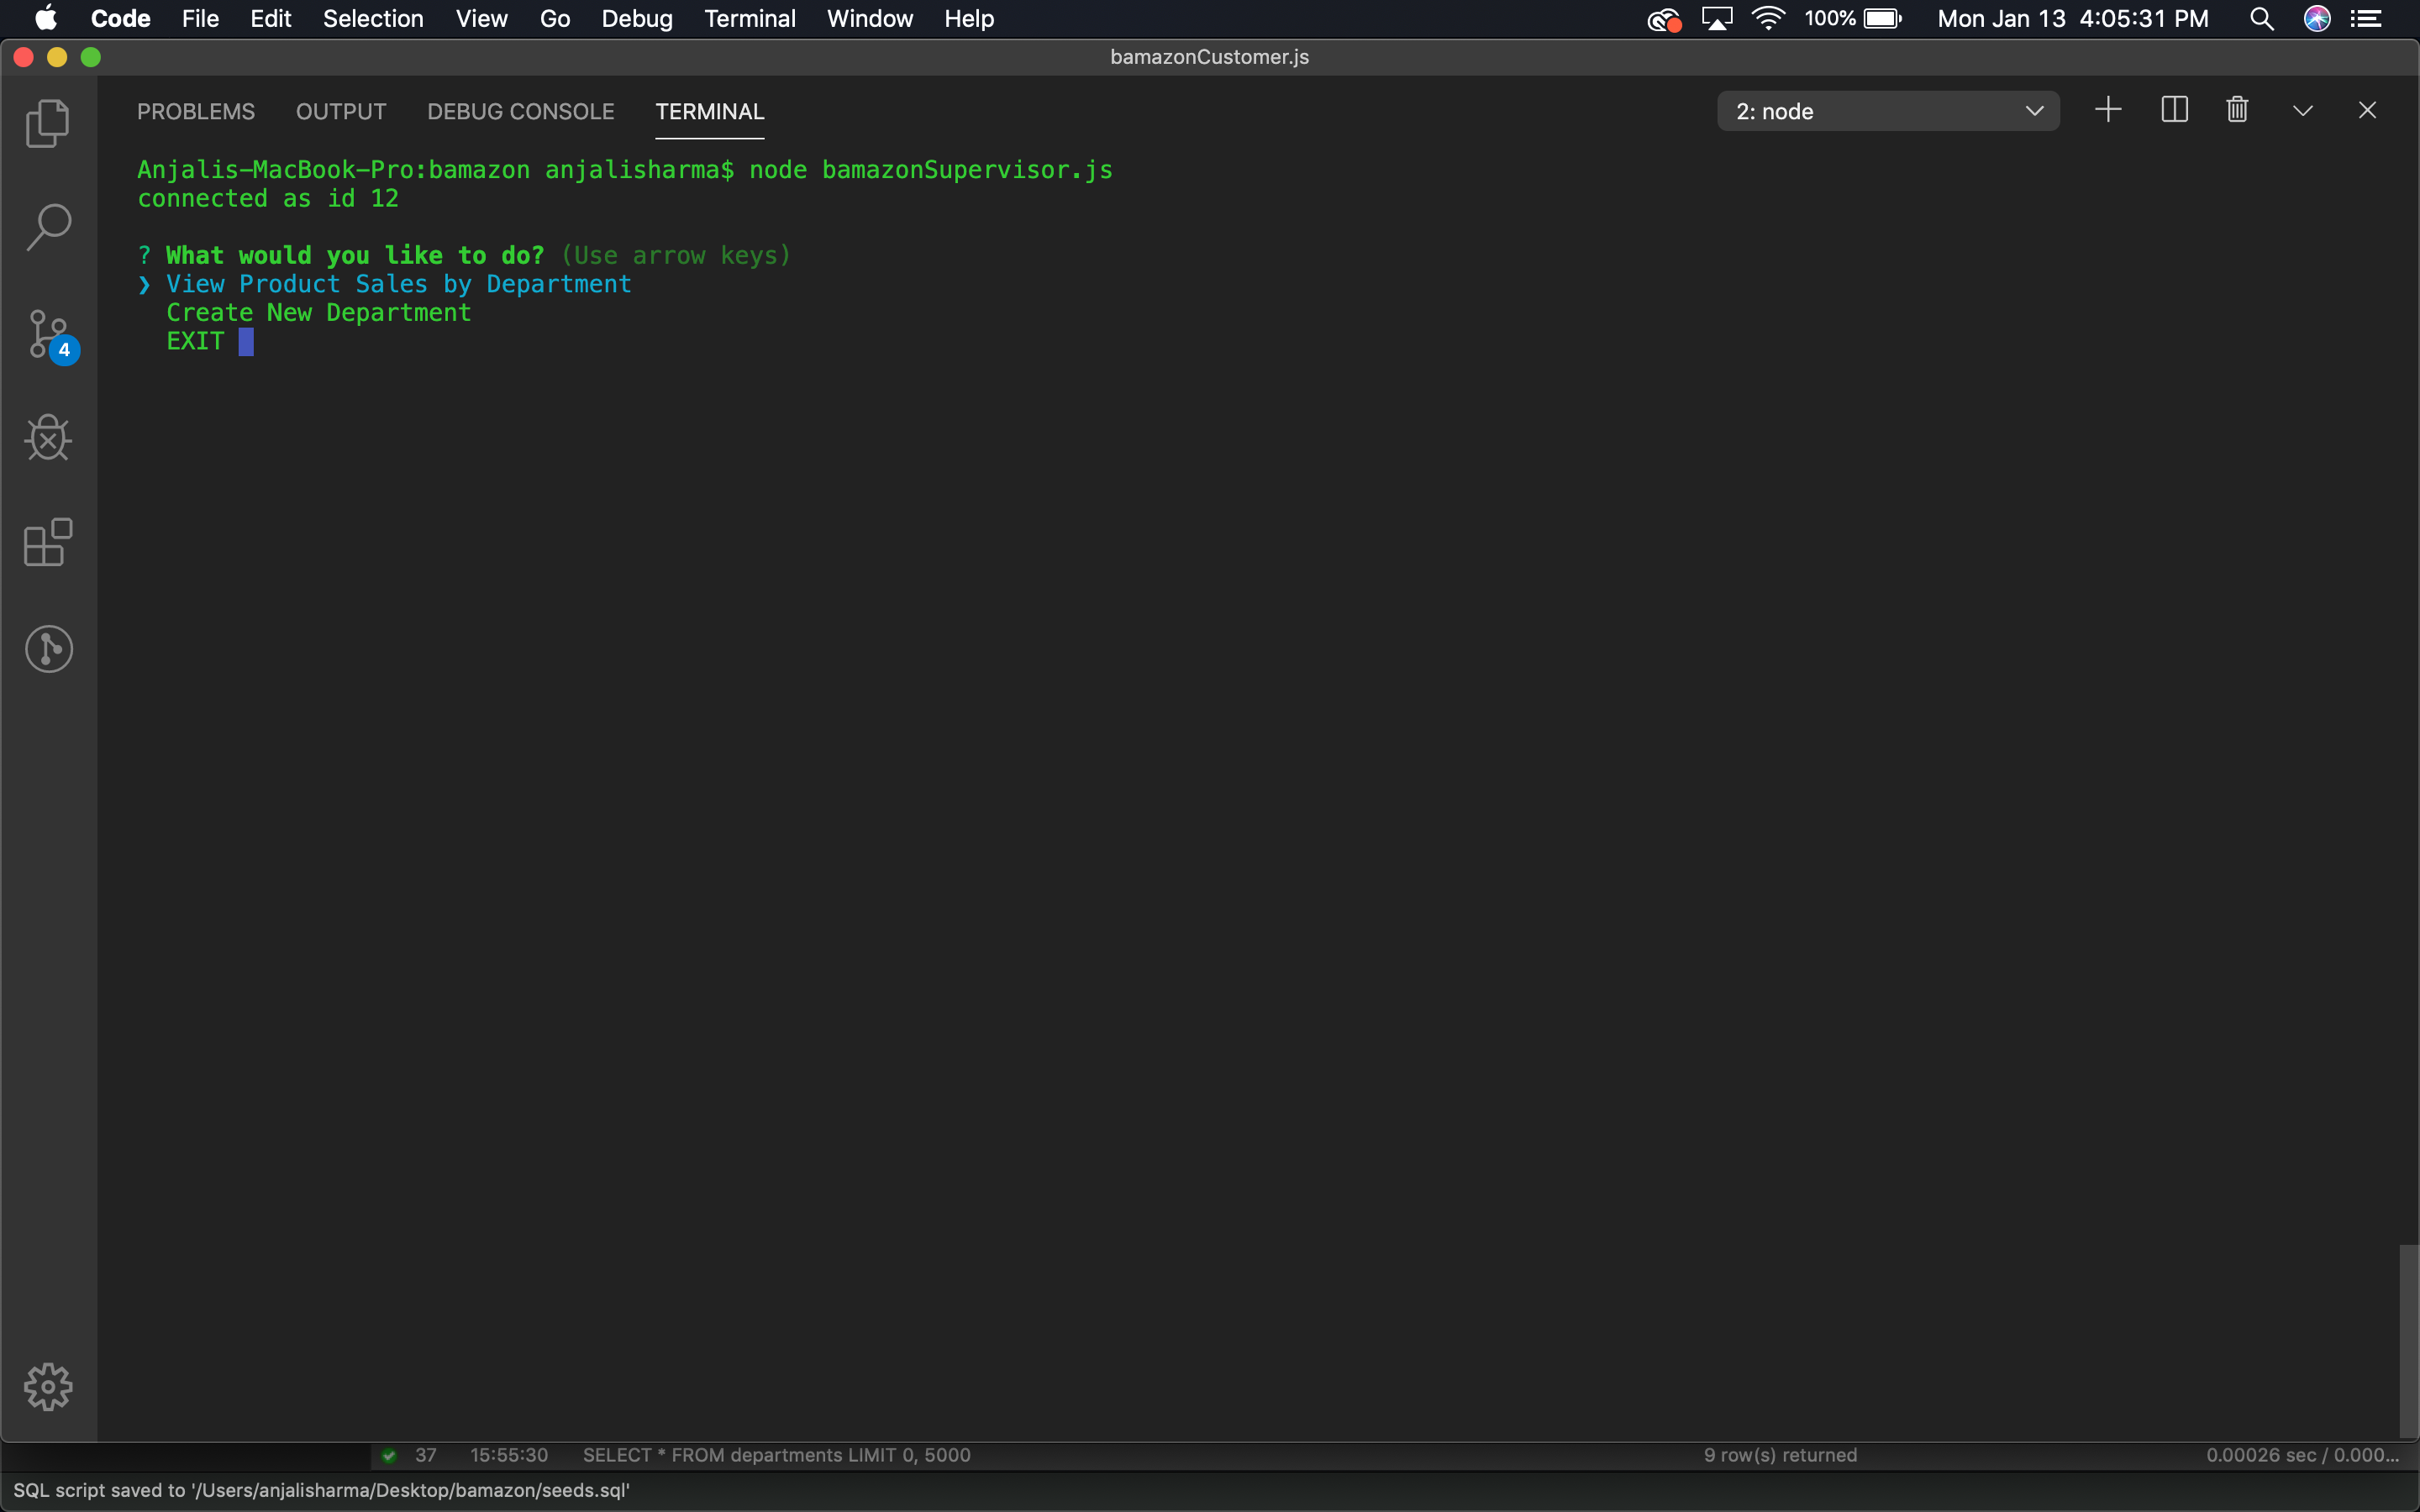 Code File Edit Selection View Go Debug Terminal Window Help 100% Mon Jan 13 4:05:31 PM
bamazonCustomer.js
PROBLEMS OUTPUT DEBUG CONSOLE TERMINAL 2: node
Anjalis-MacBook-Pro:bamazon anjalisharma$ node bamazonSupervisor.js
connected as id 12
? What would you like to do? (Use arrow keys)
❯ View Product Sales by Department
Create New Department
EXIT
4
37 15:55:30 SELECT * FROM departments LIMIT 0, 5000 9 row(s) returned 0.00026 sec / 0.000...
SQL script saved to '/Users/anjalisharma/Desktop/bamazon/seeds.sql'